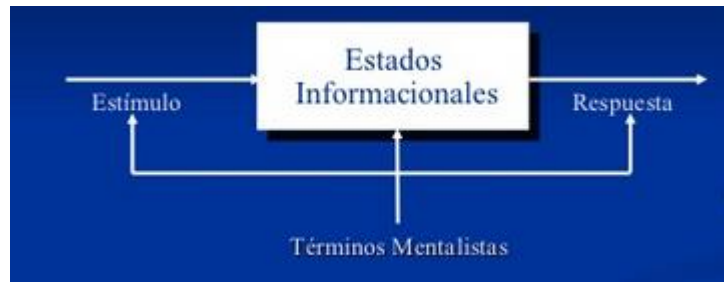 Estados
Informacionales
Estímulo
Respuesta
Términos Mentalistas